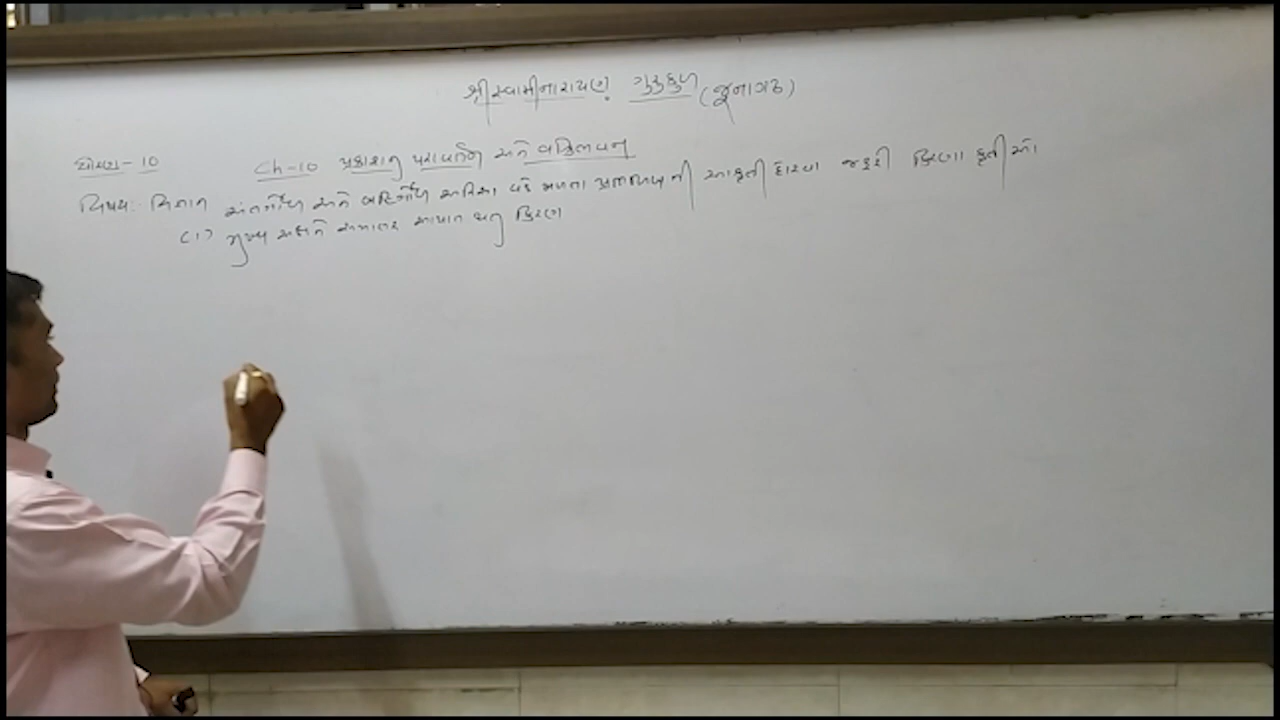 શ્રી સ્વામીનારાયણ ગુરુકુળ (જૂનાગઢ)
ધોરણ-10 Ch-10 પ્રકાશનું પરાવર્તન અને વક્રિભવન
વિષય:- વિજ્ઞાન અંતર્ગોળ અને બહિર્ગોળ અરિસા વડે મળતા પ્રતિબિંબની આકૃતી દોરવા જરૂરી કિરણાકૃતીઓ
(1) મુખ્ય અક્ષને સમાંતર આપાત થતુ કિરણ